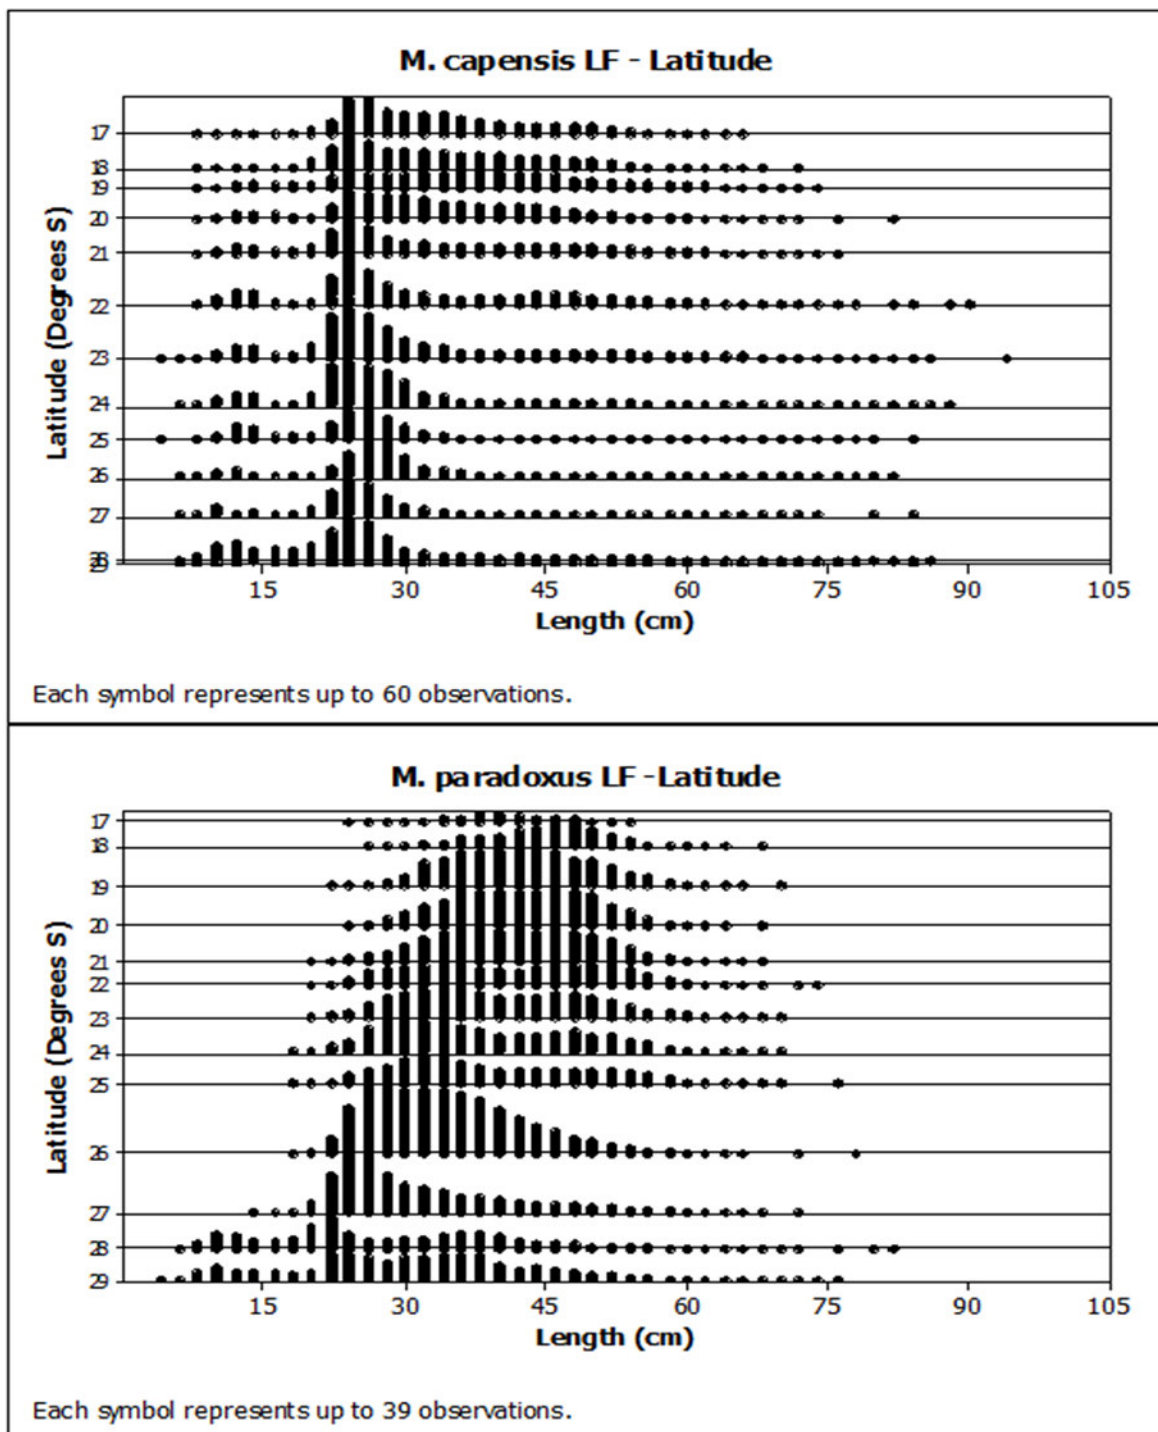 M. capensis LF - Latitude
Latitude (Degrees S)
17
18
19
20
21
22
23
24
25
26
27
28
29
15 30 45 60 75 90 105
Length (cm)
Each symbol represents up to 60 observations.
M. paradoxus LF -Latitude
Latitude (Degrees S)
17
18
19
20
21
22
23
24
25
26
27
28
29
15 30 45 60 75 90 105
Length (cm)
Each symbol represents up to 39 observations.